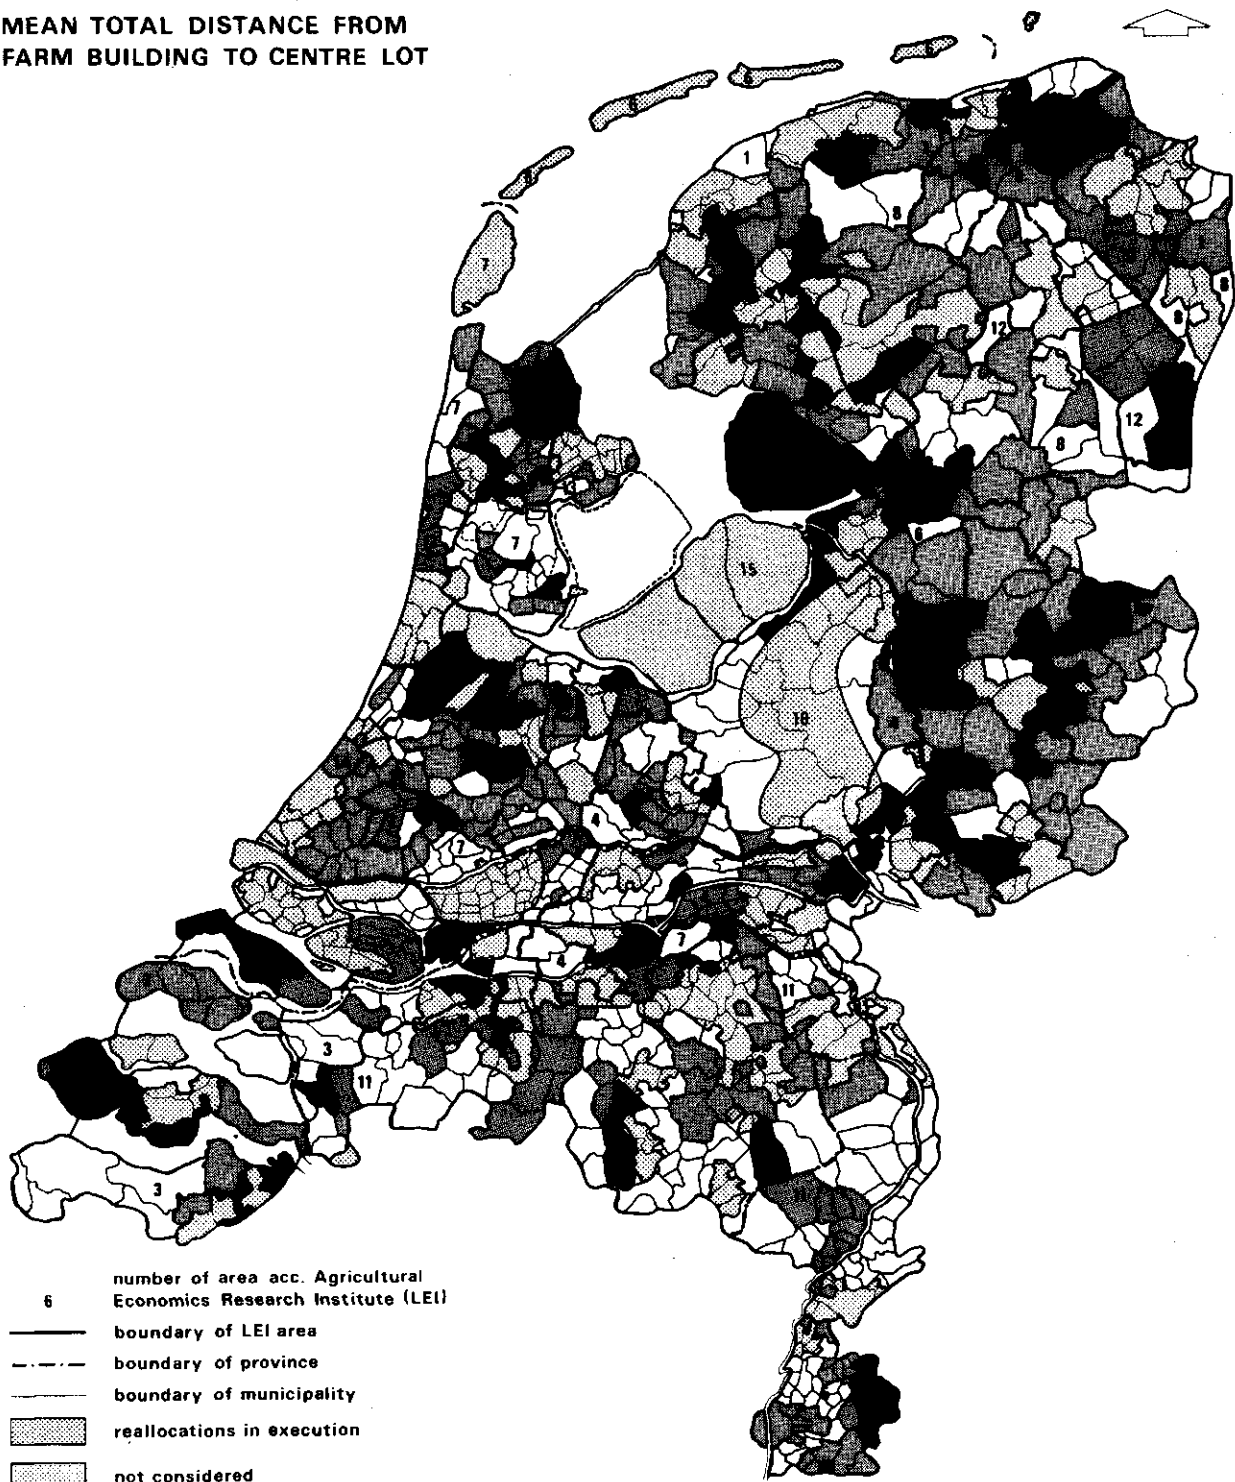 MEAN TOTAL DISTANCE FROM
FARM BUILDING TO CENTRE LOT
1
8
7
8
8
12
7
12
8
13
7
6
15
18
4
7
7
4
11
3
11
3
number of area acc. Agricultural
6 Economics Research Institute (LEI)
boundary of LEI area
boundary of province
boundary of municipality
reallocations in execution
not considered